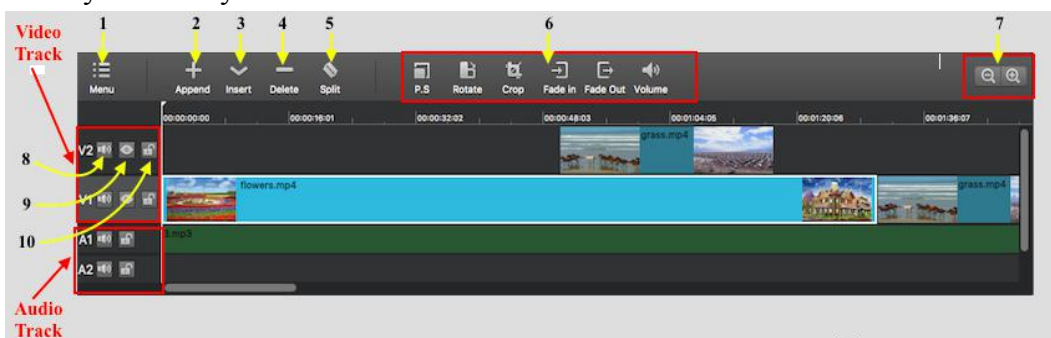 Video
Track
1 2 3 4 5 6 7
Menu Append Insert Delete Split P.S Rotate Crop Fade in Fade Out Volume
00:00:00:00 00:00:16:01 00:00:32:02 00:00:48:03 00:01:04:05 00:01:20:06 00:01:36:07
V2 grass.mp4
8
V1 flowers.mp4 grass.mp4
9
10
A1 1.mp3
A2
Audio
Track